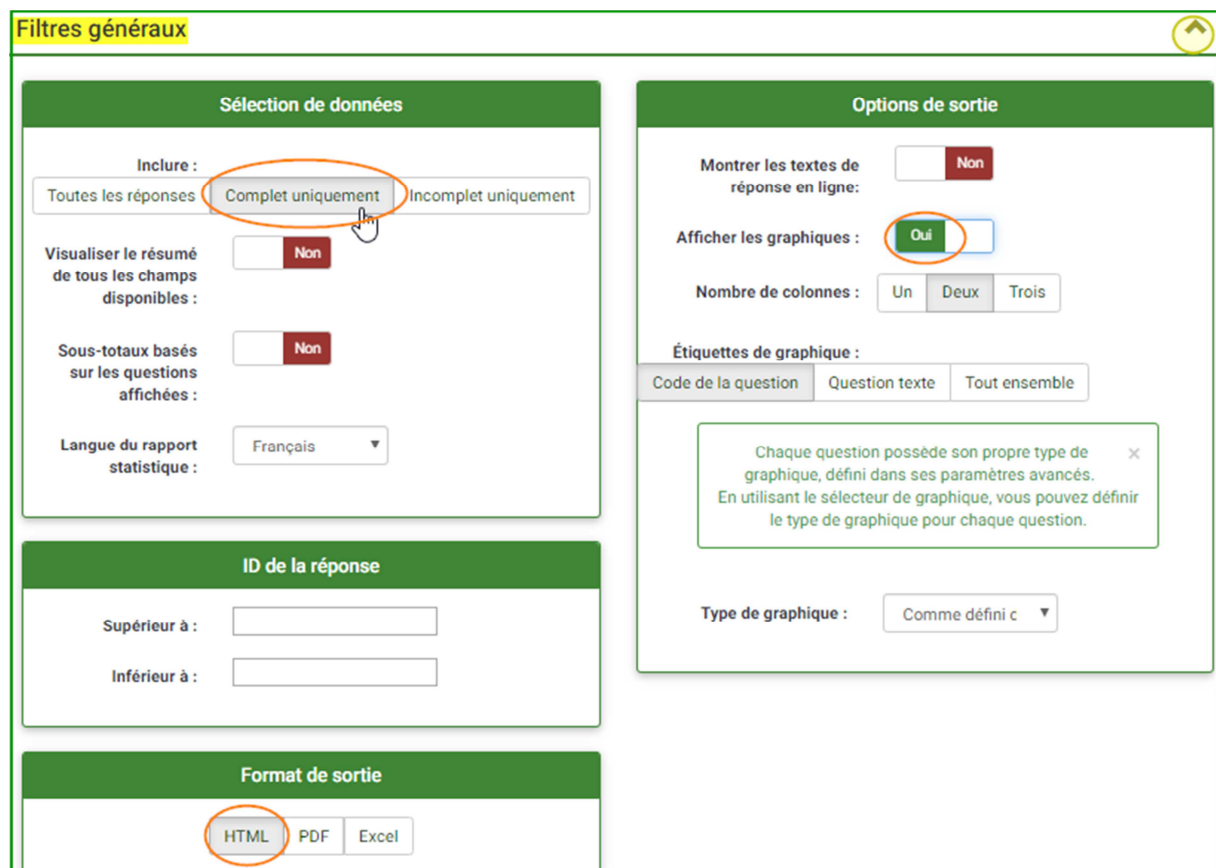 Filtres généraux
Sélection de données
Inclure :
Toutes les réponses Complet uniquement Incomplet uniquement
Visualiser le résumé
de tous les champs
disponibles :
Non
Sous-totaux basés
sur les questions
affichées :
Non
Langue du rapport
statistique :
Français
ID de la réponse
Supérieur à :
Inférieur à :
Format de sortie
HTML PDF Excel
Options de sortie
Montrer les textes de
réponse en ligne:
Non
Afficher les graphiques :
Oui
Nombre de colonnes :
Un Deux Trois
Étiquettes de graphique :
Code de la question Question texte Tout ensemble
Chaque question possède son propre type de ×
graphique, défini dans ses paramètres avancés.
En utilisant le sélecteur de graphique, vous pouvez définir
le type de graphique pour chaque question.
Type de graphique :
Comme défini c